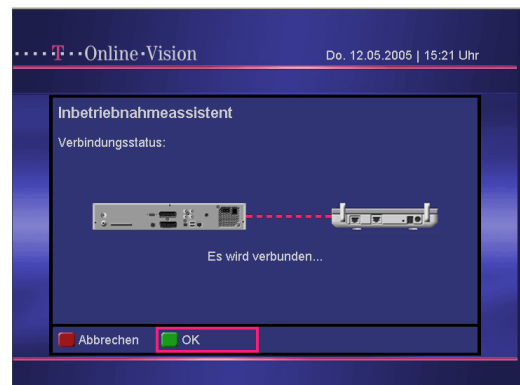 ····T··Online·Vision
Do. 12.05.2005 | 15:21 Uhr
Inbetriebnahmeassistent
Verbindungsstatus:
Es wird verbunden...
Abbrechen
OK